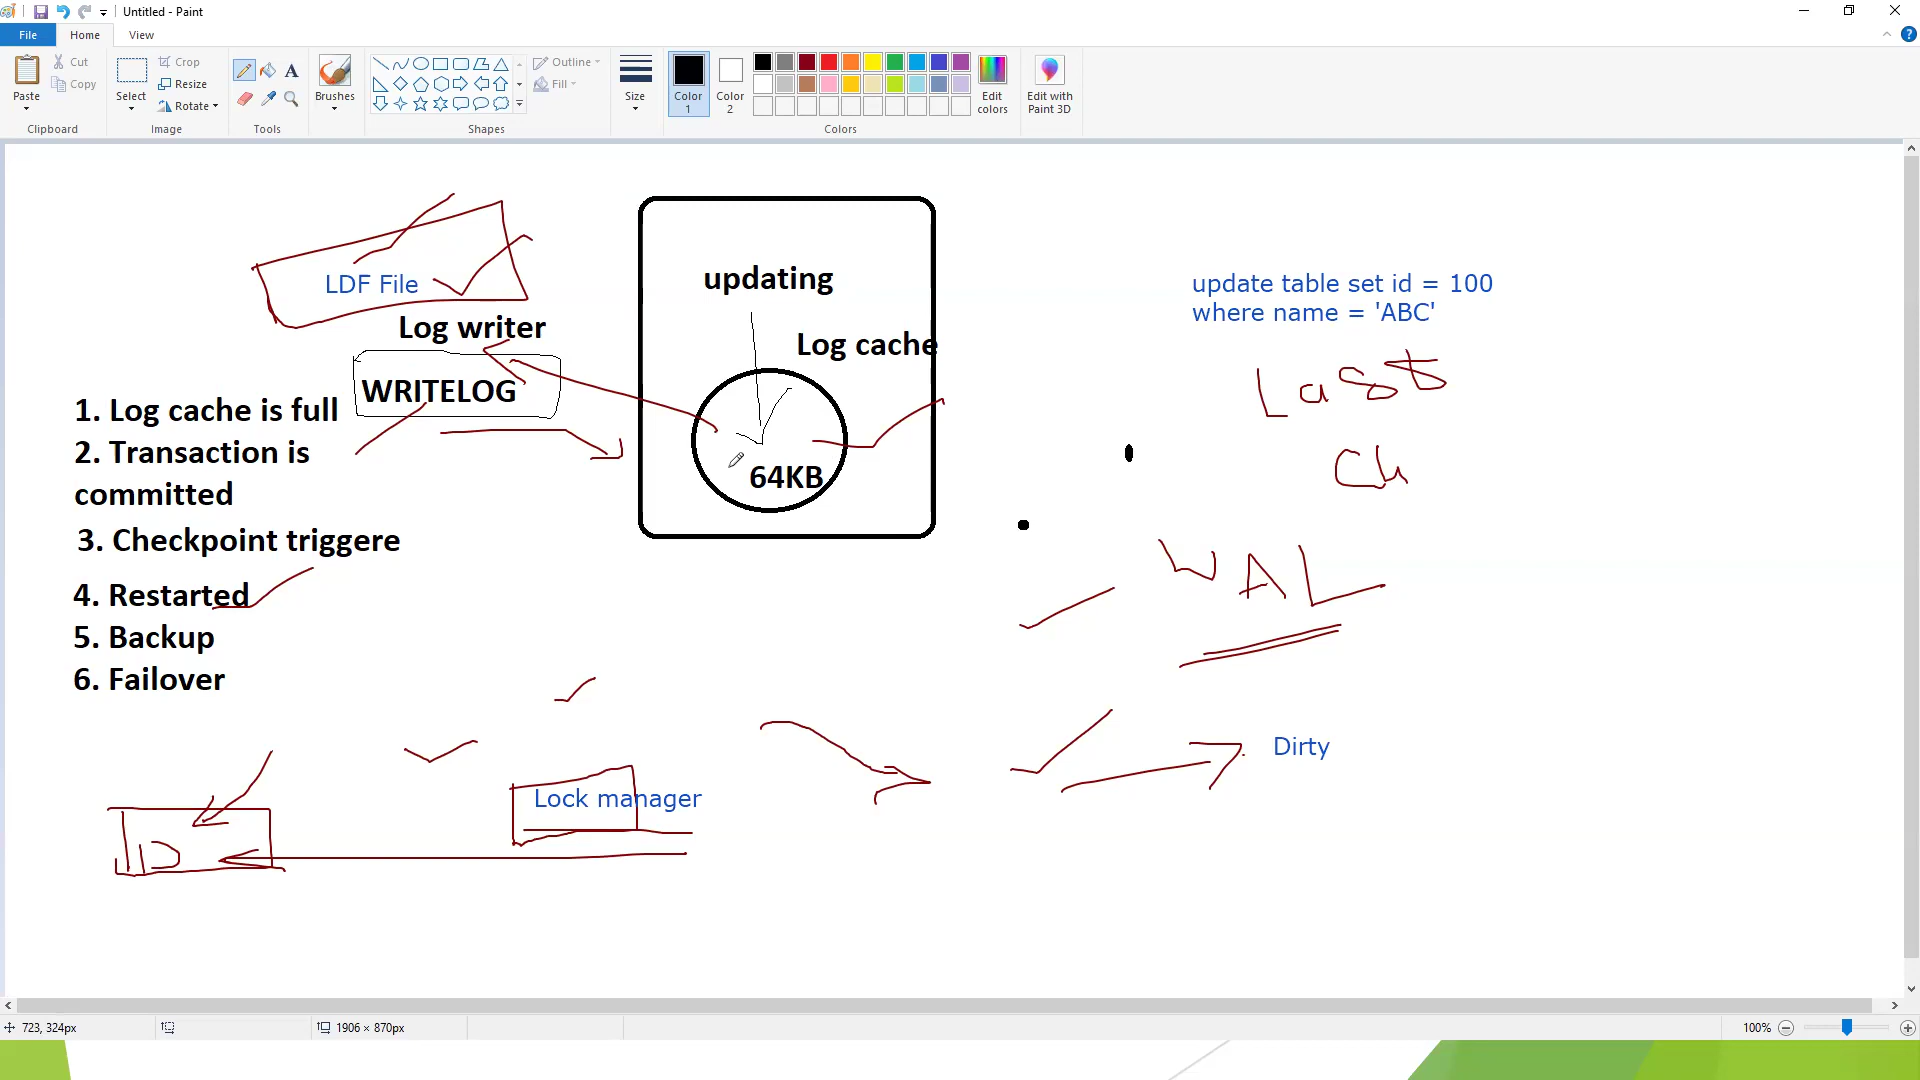 Untitled - Paint
File
Home
View
Paste
Cut
Copy
Clipboard
Select
Crop
Resize
Rotate
Image
Tools
Brushes
Shapes
Outline
Fill
Size
Color 1
Color 2
Colors
Edit colors
Edit with Paint 3D
LDF File
Log writer
WRITELOG
updating
Log cache
64KB
update table set id = 100
where name = 'ABC'
Last
Ch
WAL
1. Log cache is full
2. Transaction is
committed
3. Checkpoint triggere
4. Restarted
5. Backup
6. Failover
Lock manager
Dirty
723, 324px
1906 × 870px
100%